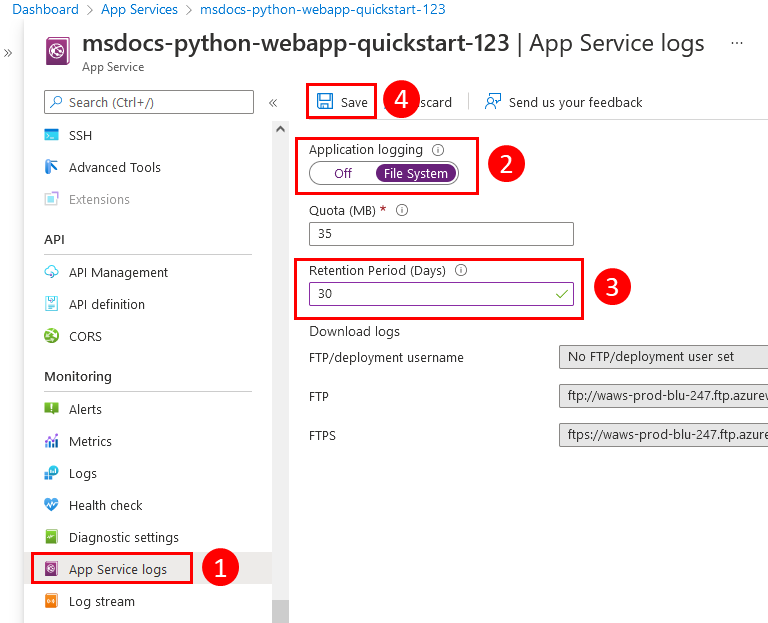 Dashboard > App Services > msdocs-python-webapp-quickstart-123
»
msdocs-python-webapp-quickstart-123 | App Service logs ...
App Service
Search (Ctrl+/)
«
SSH
Advanced Tools
Extensions
API
API Management
API definition
CORS
Monitoring
Alerts
Metrics
Logs
Health check
Diagnostic settings
App Service logs 1
Log stream
Save 4 scard Send us your feedback
Application logging
Off File System 2
Quota (MB) *
35
Retention Period (Days)
30
3
Download logs
FTP/deployment username No FTP/deployment user set
FTP ftp://waws-prod-blu-247.ftp.azurew
FTPS ftps://waws-prod-blu-247.ftp.azure